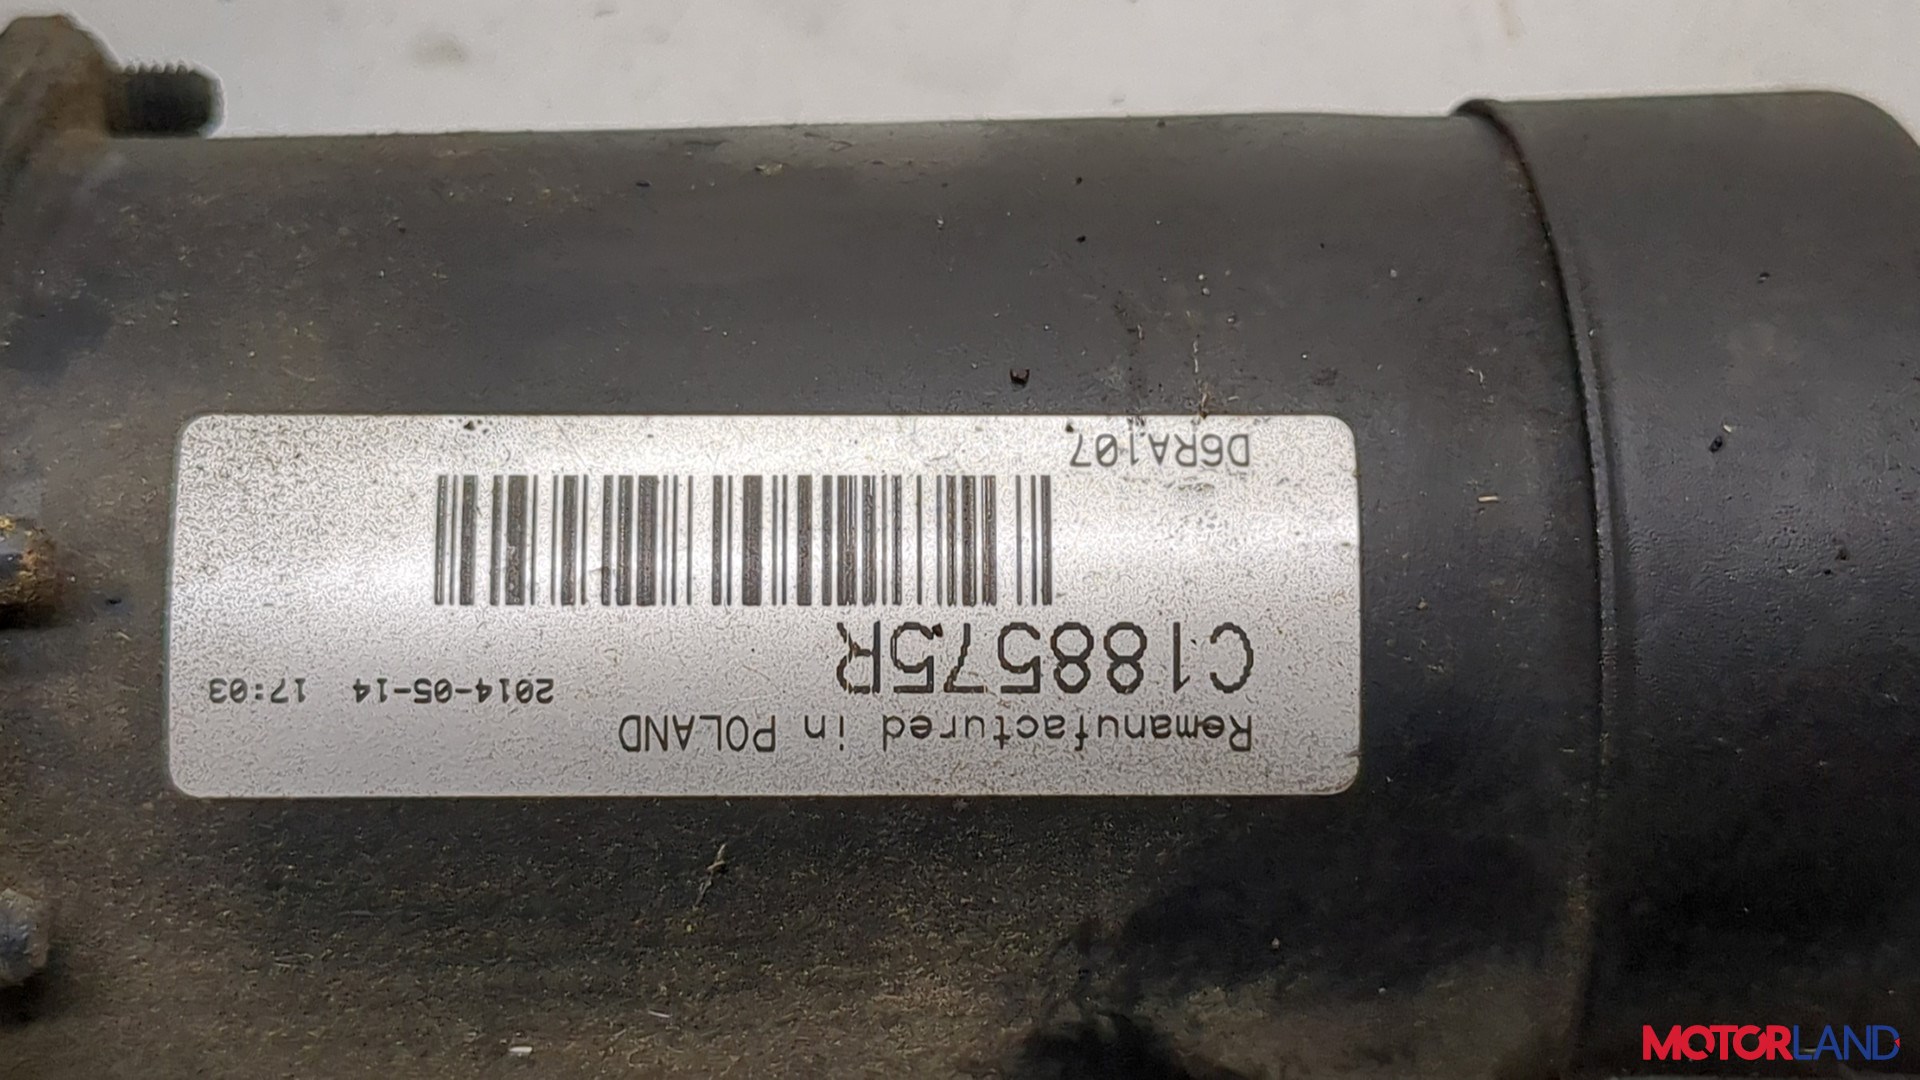 Remanufactured in POLAND
2014-05-14 17:03
C188575R
D6RA107
MOTORLAND